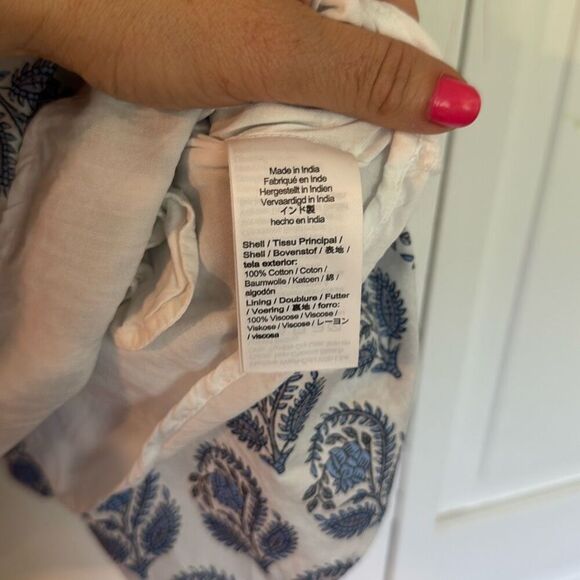 Made in India
Fabriqué en Inde
Hergestellt in Indien
Vervaardigd in India
インド製
hecho en india
Shell / Tissu Principal /
Shell / Bovenstof / 表地 /
tela exterior:
100% Cotton / Coton /
Baumwolle / Katoen / 綿 /
algodón
Lining / Doublure / Futter
/ Voering / 裏地 / forro:
100% Viscose / Viscose /
Viskose / Viscose / レーヨン
/ viscosa